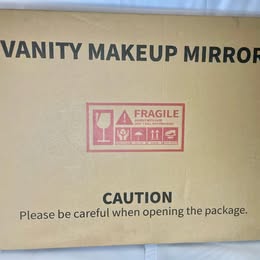 VANITY MAKEUP MIRROR
FRAGILE
CAUTION
Please be careful when opening the package.